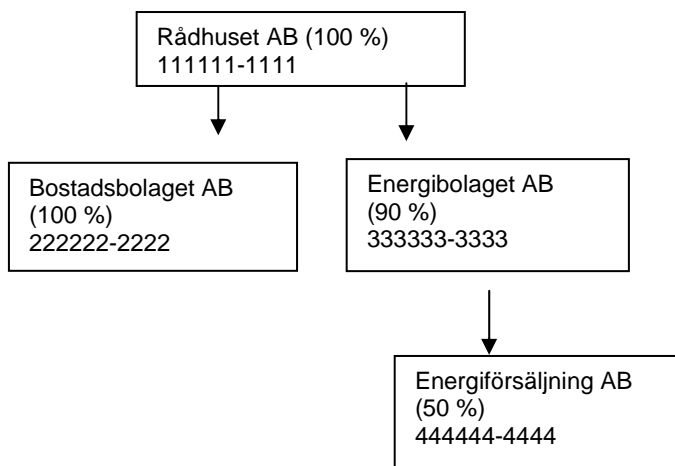 Rådhuset AB (100 %)
111111-1111
Bostadsbolaget AB
(100 %)
222222-2222
Energibolaget AB
(90 %)
333333-3333
Energiförsäljning AB
(50 %)
444444-4444